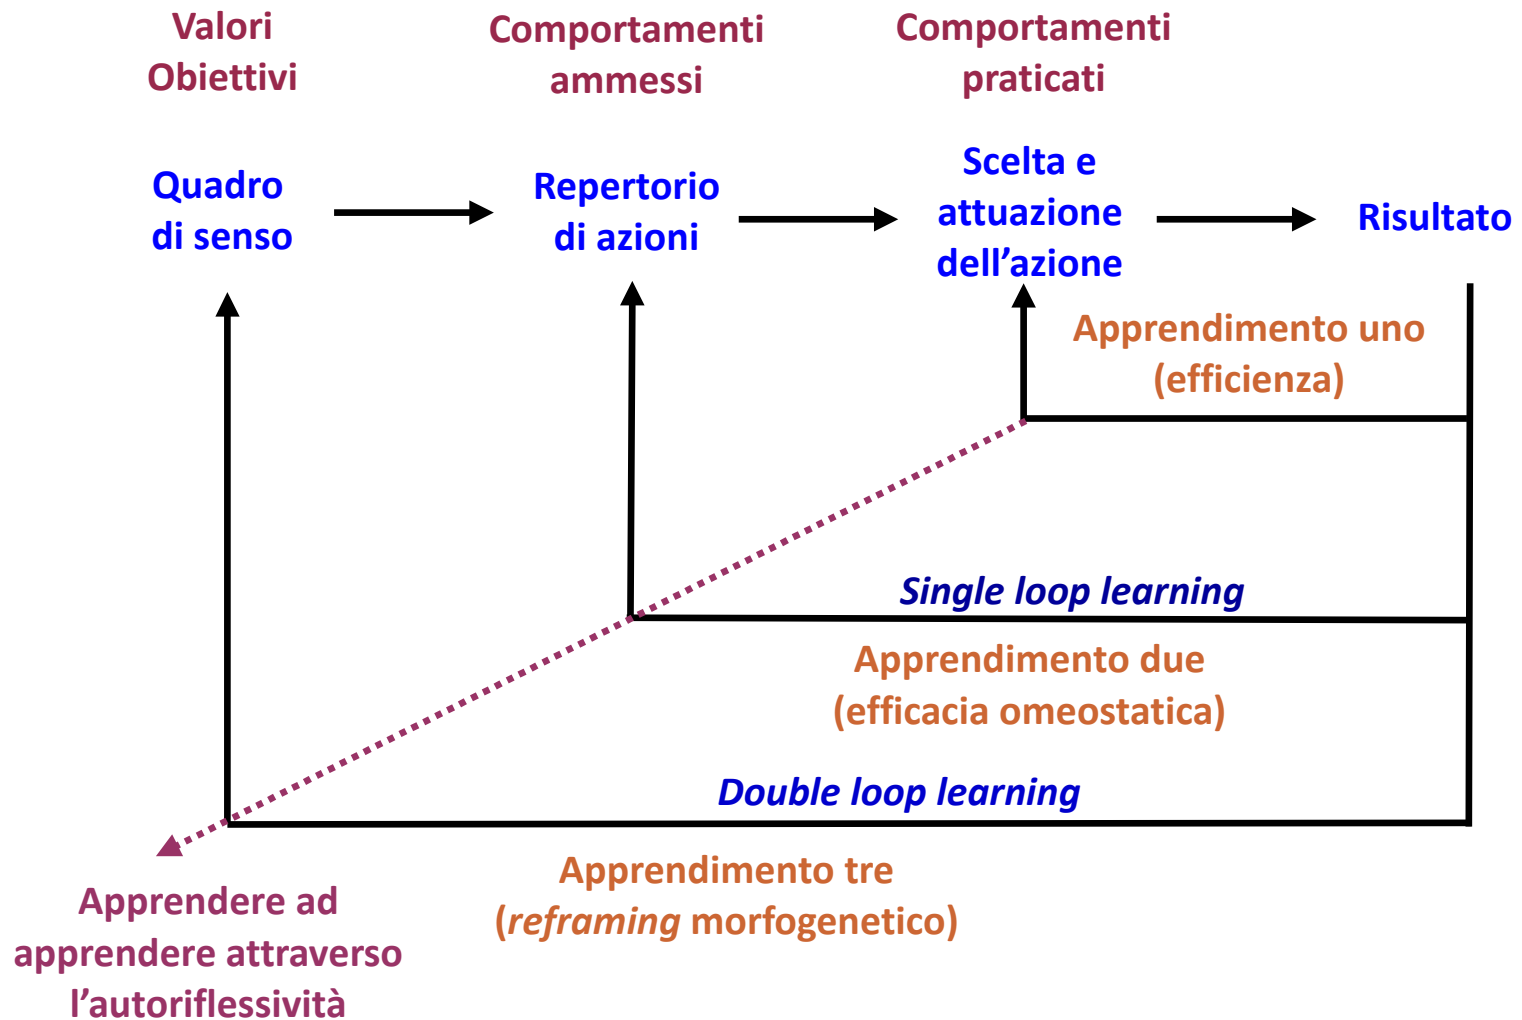 Valori
Obiettivi
Comportamenti
ammessi
Comportamenti
praticati
Quadro
di senso
Repertorio
di azioni
Scelta e
attuazione
dell’azione
Risultato
Apprendimento uno
(efficienza)
Single loop learning
Apprendimento due
(efficacia omeostatica)
Double loop learning
Apprendimento tre
(reframing morfogenetico)
Apprendere ad
apprendere attraverso
l’autoriflessività